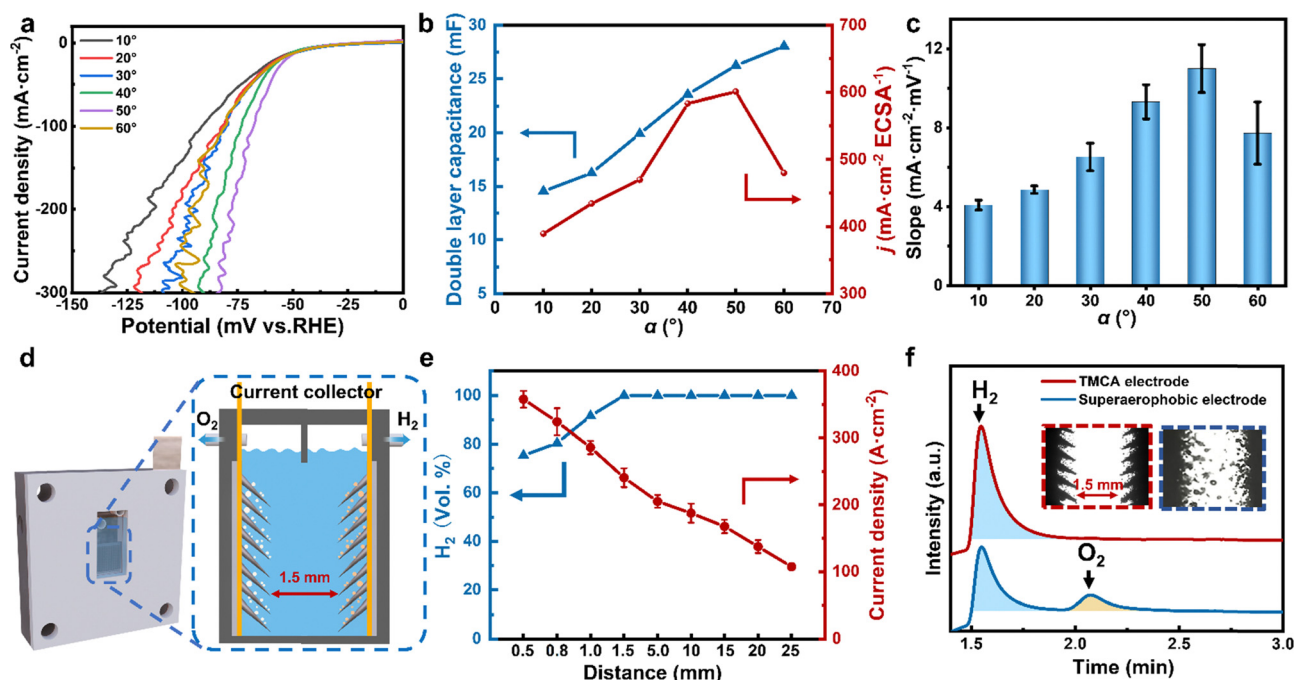 a
Current density (mA·cm⁻²)
0
-100
-200
-300
10°
20°
30°
40°
50°
60°
-150 -125 -100 -75 -50 -25 0
Potential (mV vs.RHE)
b
Double layer capacitance (mF)
30
25
20
15
10
5
700
600
500
400
300
j (mA·cm⁻² ECSA⁻¹)
0 10 20 30 40 50 60 70
α (°)
c
Slope (mA·cm⁻²·mV⁻¹)
12
8
4
0
10 20 30 40 50 60
α (°)
d
Current collector
O₂
H₂
1.5 mm
e
H₂ (Vol. %)
100
80
60
40
20
0
400
300
200
100
0
Current density (A·cm⁻²)
0.5 0.8 1.0 1.5 5.0 10 15 20 25
Distance (mm)
f
Intensity (a.u.)
TMCA electrode
Superaerophobic electrode
H₂
1.5 mm
O₂
1.5 2.0 2.5 3.0
Time (min)